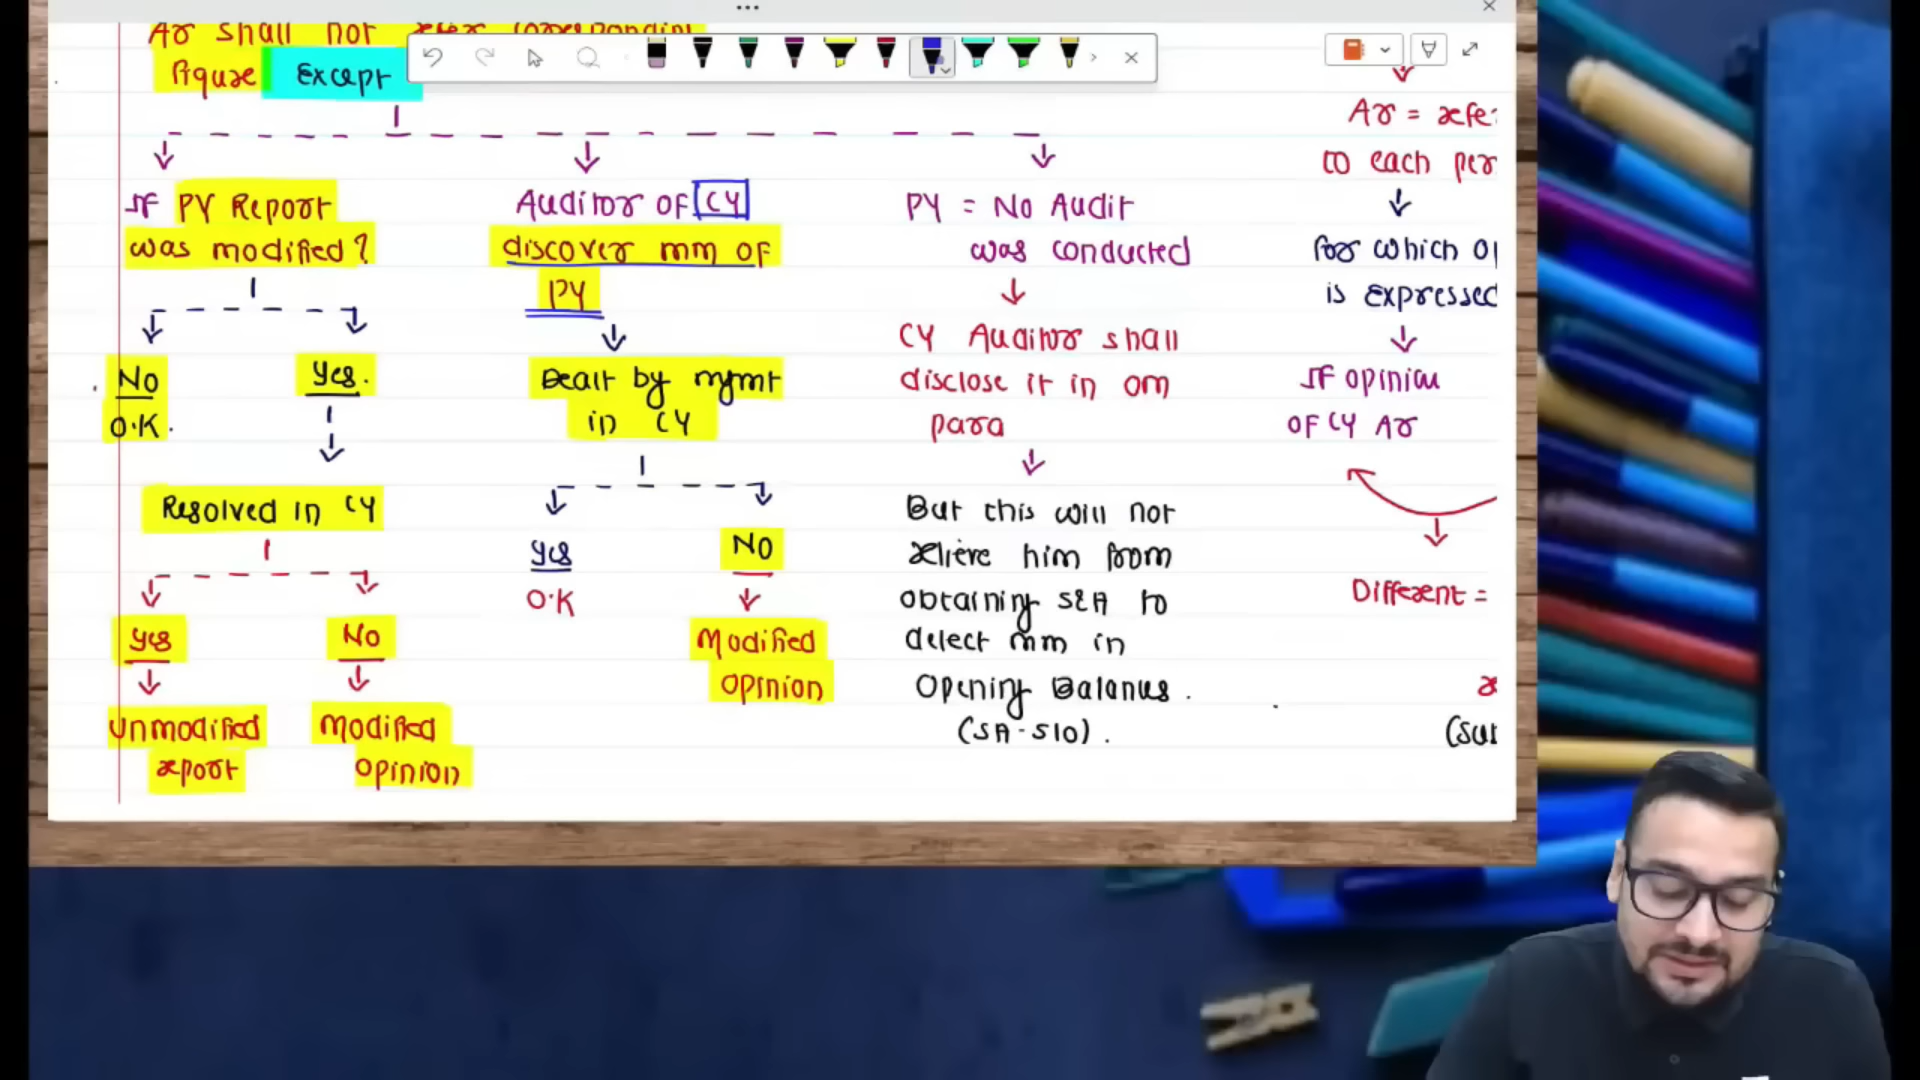 Ar shall not refer corresponding
figure Except
If PY Report
was modified?
No
O.K.
Yes.
Resolved in CY
Yes
Unmodified
report
No
Modified
opinion
Auditor of CY
discover mm of
PY
Dealt by mgmt
in CY
Yes
O.K
No
Modified
opinion
PY = No Audit
was conducted
CY Auditor shall
disclose it in om
para
But this will not
relieve him from
obtaining SEA to
detect mm in
Opening Balances.
(SA-510).
Ar = refe
to each per
for which o
is expressed
If opinion
of CY Ar
Different =